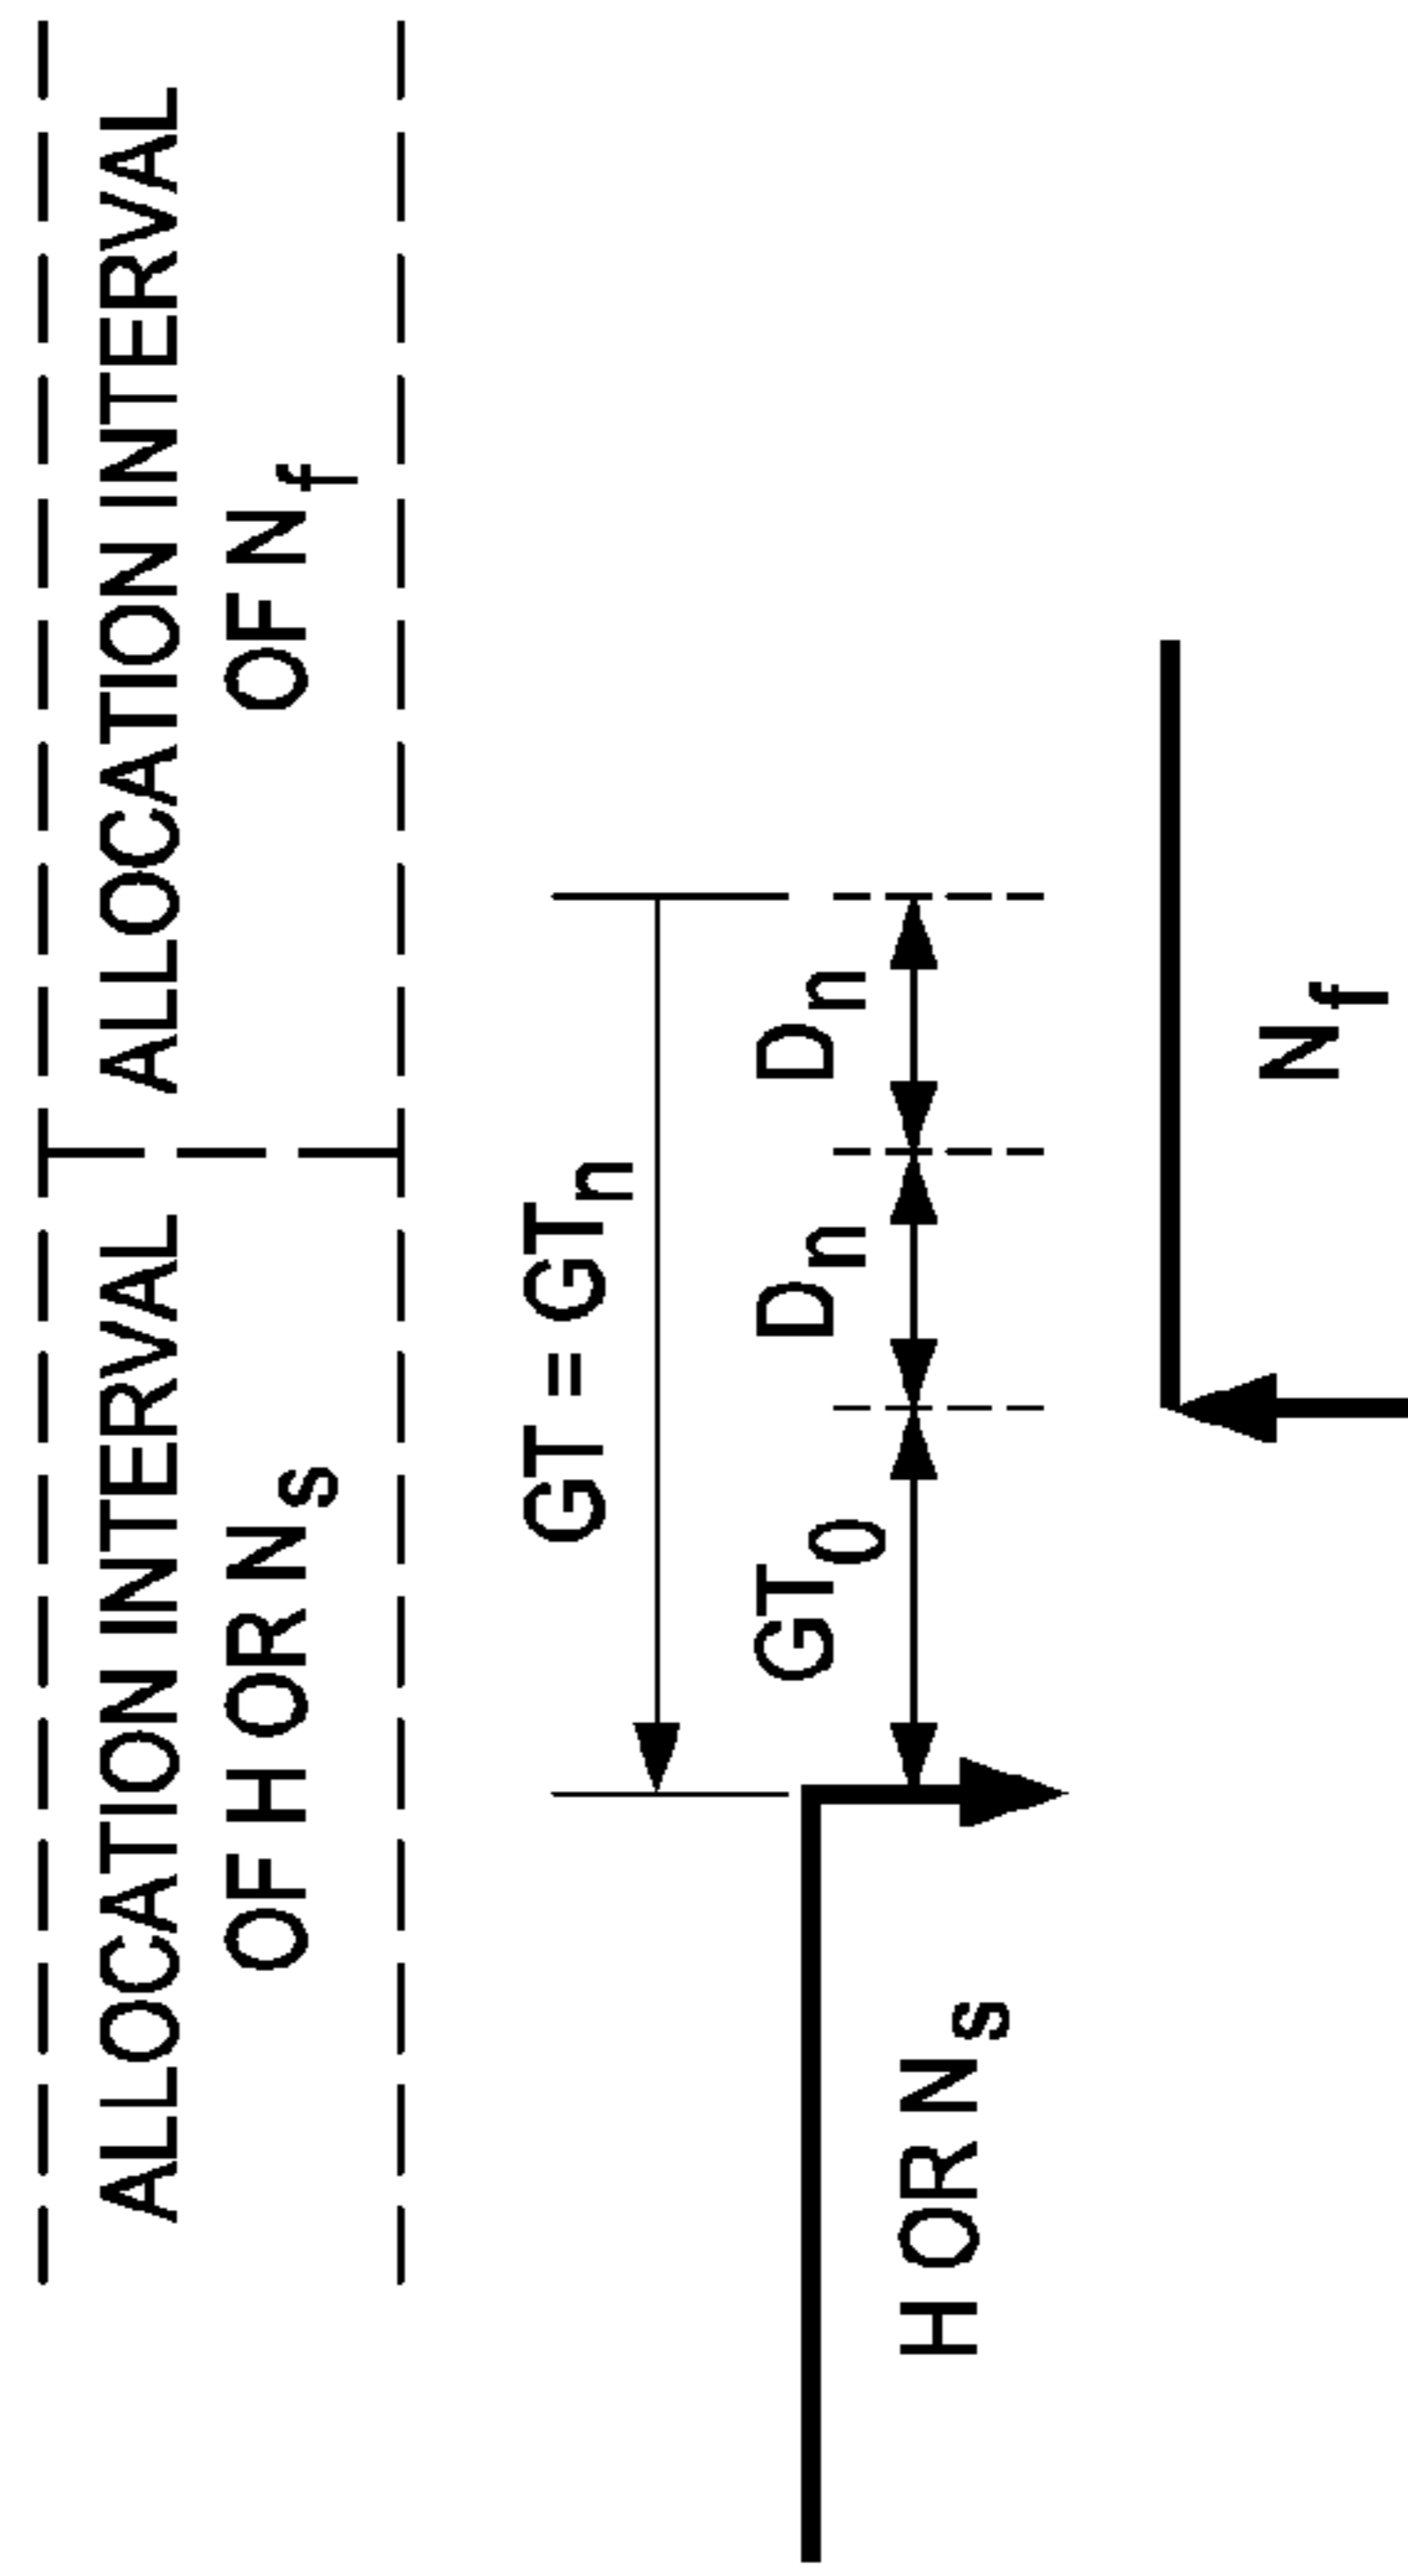 ALLOCATION INTERVAL
OF H OR Ns
ALLOCATION INTERVAL
OF Nf
GT = GTn
GT0
Dn
Dn
H OR Ns
Nf